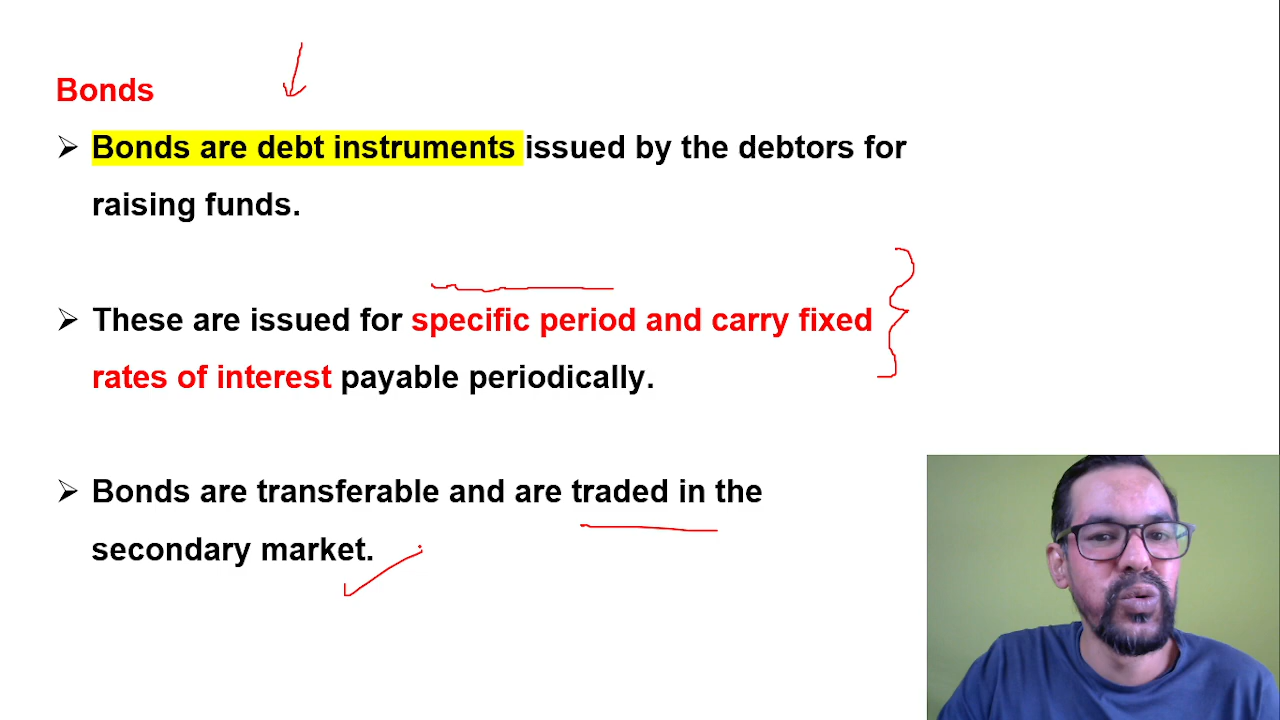 Bonds
Bonds are debt instruments issued by the debtors for
raising funds.
These are issued for specific period and carry fixed
rates of interest payable periodically.
Bonds are transferable and are traded in the
secondary market.